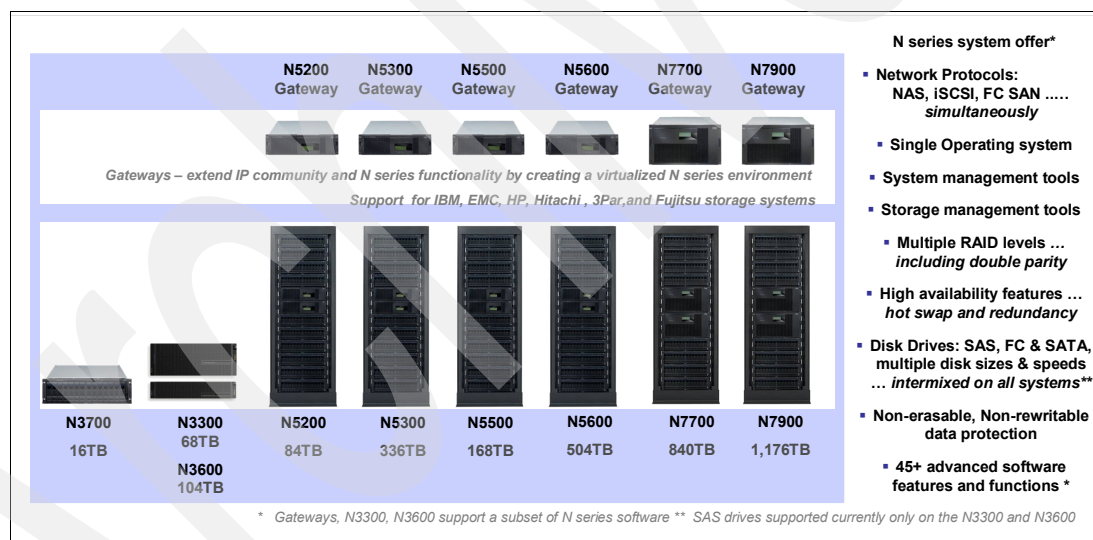 N5200 Gateway
N5300 Gateway
N5500 Gateway
N5600 Gateway
N7700 Gateway
N7900 Gateway
Gateways – extend IP community and N series functionality by creating a virtualized N series environment
Support for IBM, EMC, HP, Hitachi , 3Par,and Fujitsu storage systems
N3700
16TB
N3300
68TB
N3600
104TB
N5200
84TB
N5300
336TB
N5500
168TB
N5600
504TB
N7700
840TB
N7900
1,176TB
N series system offer*
▪ Network Protocols:
NAS, iSCSI, FC SAN …..
simultaneously
▪ Single Operating system
▪ System management tools
▪ Storage management tools
▪ Multiple RAID levels …
including double parity
▪ High availability features …
hot swap and redundancy
▪ Disk Drives: SAS, FC & SATA,
multiple disk sizes & speeds
… intermixed on all systems**
▪ Non-erasable, Non-rewritable
data protection
▪ 45+ advanced software
features and functions *
* Gateways, N3300, N3600 support a subset of N series software ** SAS drives supported currently only on the N3300 and N3600